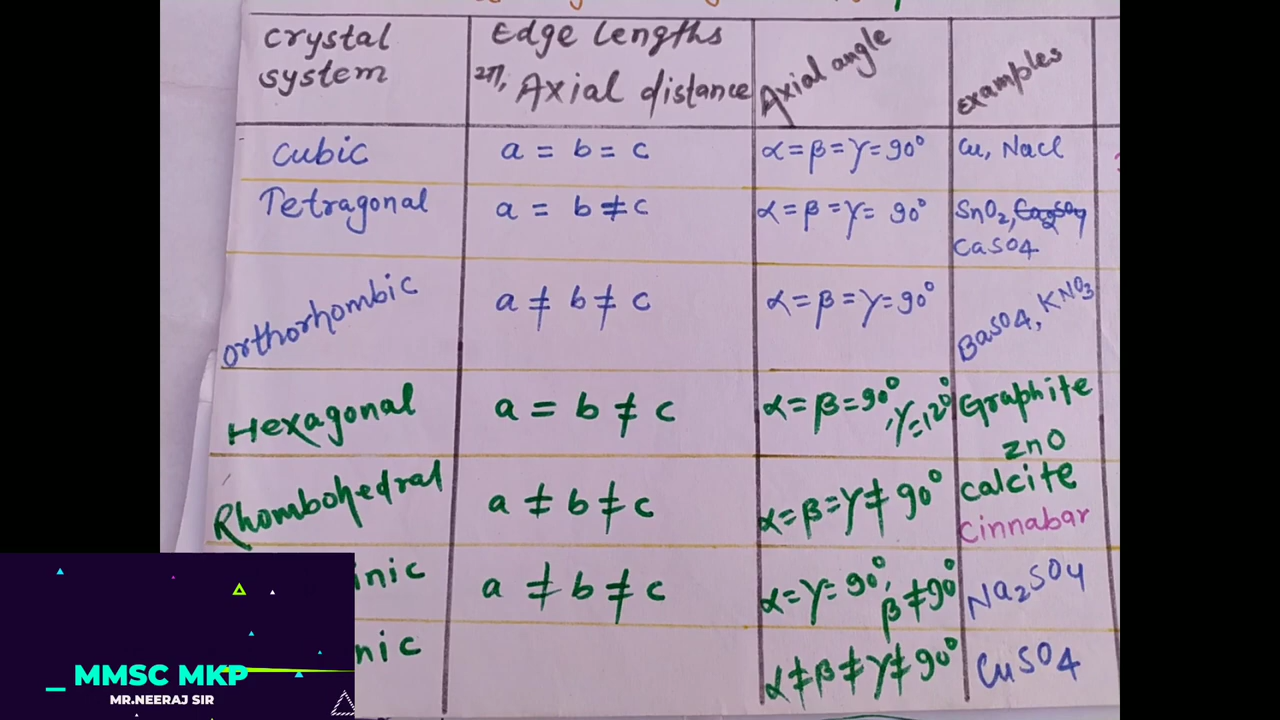 Crystal system
Edge lengths
या, Axial distance
Axial angle
examples
Cubic
a = b = c
α = β = γ = 90°
Cu, NaCl
Tetragonal
a = b ≠ c
α = β = γ = 90°
SnO2,
CaSO4
Orthorhombic
a ≠ b ≠ c
α = β = γ = 90°
BaSO4, KNO3
Hexagonal
a = b ≠ c
α = β = 90°, γ = 120°
Graphite
ZnO
Rhombohedral
a ≠ b ≠ c
α = β = γ ≠ 90°
Calcite
Cinnabar
inic
a ≠ b ≠ c
α = γ = 90°,
β ≠ 90°
Na2SO4
nic
α ≠ β ≠ γ ≠ 90°
CuSO4
_ MMSC MKP
MR.NEERAJ SIR